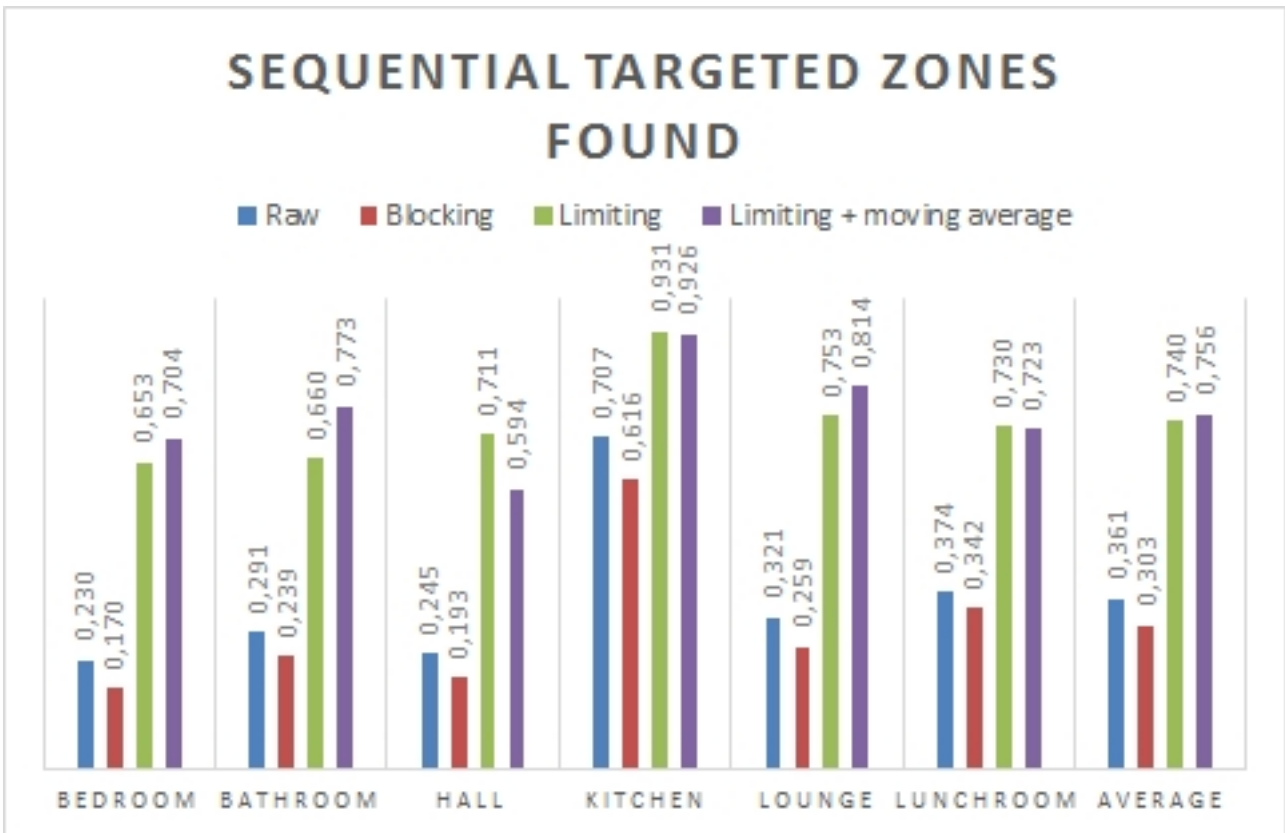 SEQUENTIAL TARGETED ZONES
FOUND
Raw Blocking Limiting Limiting + moving average
0,230 0,170 0,653 0,704 0,291 0,239 0,660 0,773 0,245 0,193 0,711 0,594 0,707 0,616 0,931 0,926 0,321 0,259 0,753 0,814 0,374 0,342 0,730 0,723 0,361 0,303 0,740 0,756
BEDROOM BATHROOM HALL KITCHEN LOUNGE LUNCHROOM AVERAGE